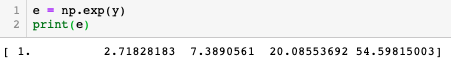 1 e = np.exp(y)
2 print(e)
[ 1. 2.71828183 7.3890561 20.08553692 54.59815003]